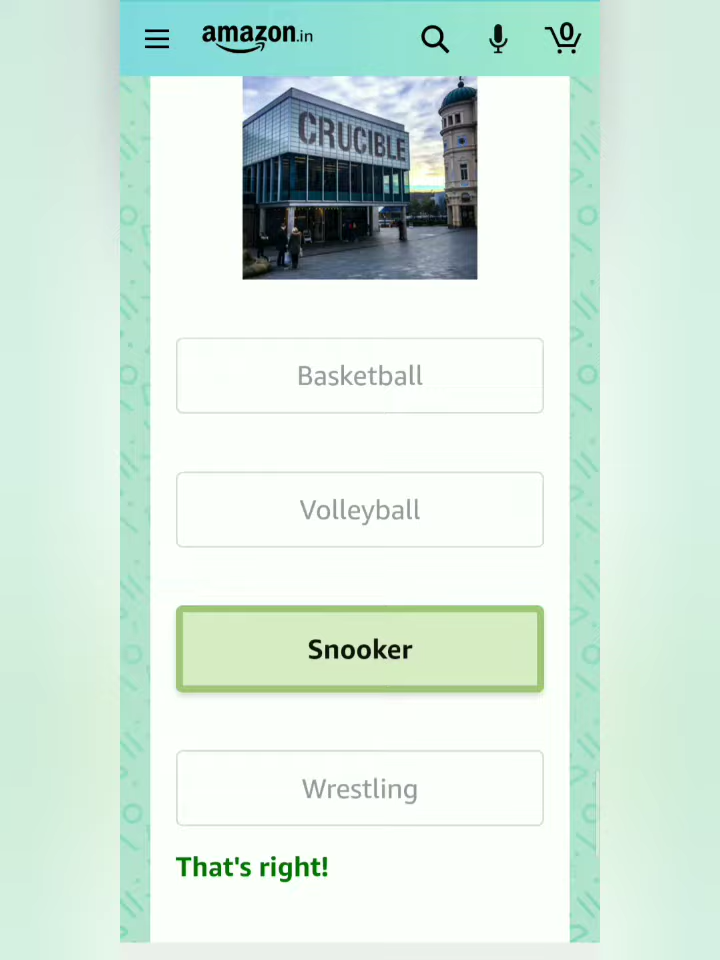 amazon.in
0
CRUCIBLE
Basketball
Volleyball
Snooker
Wrestling
That's right!